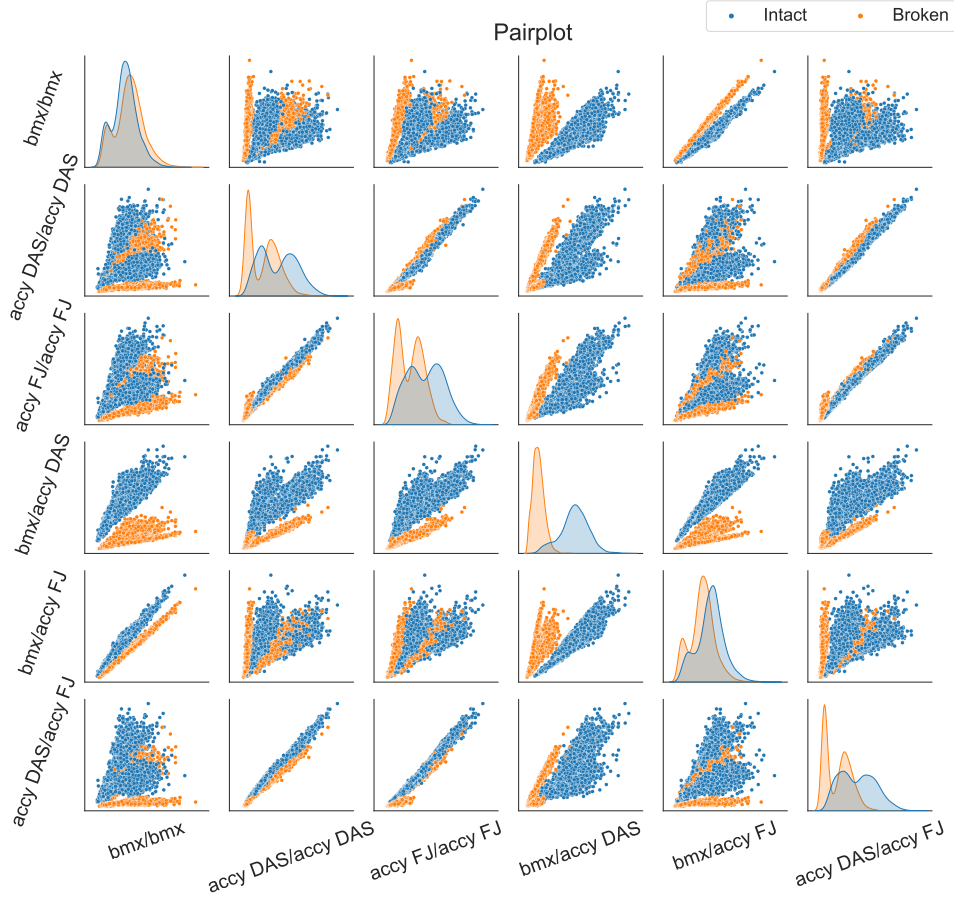 Intact Broken
Pairplot
bmx/bmx
accy DAS/accy DAS
accy FJ/accy FJ
bmx/accy DAS
bmx/accy FJ
accy DAS/accy FJ
bmx/bmx
accy DAS/accy DAS
accy FJ/accy FJ
bmx/accy DAS
bmx/accy FJ
accy DAS/accy FJ